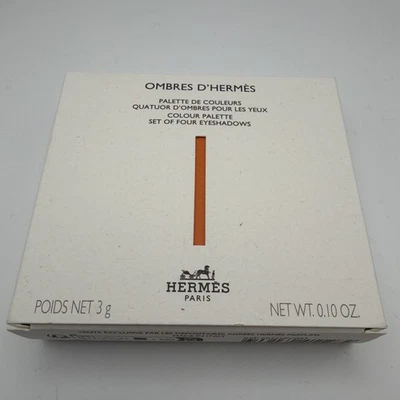 OMBRES D'HERMÈS
PALETTE DE COULEURS
QUATUOR D'OMBRES POUR LES YEUX
COLOUR PALETTE
SET OF FOUR EYESHADOWS
HERMÈS
PARIS
POIDS NET 3 g
NET WT. 0.10 OZ.